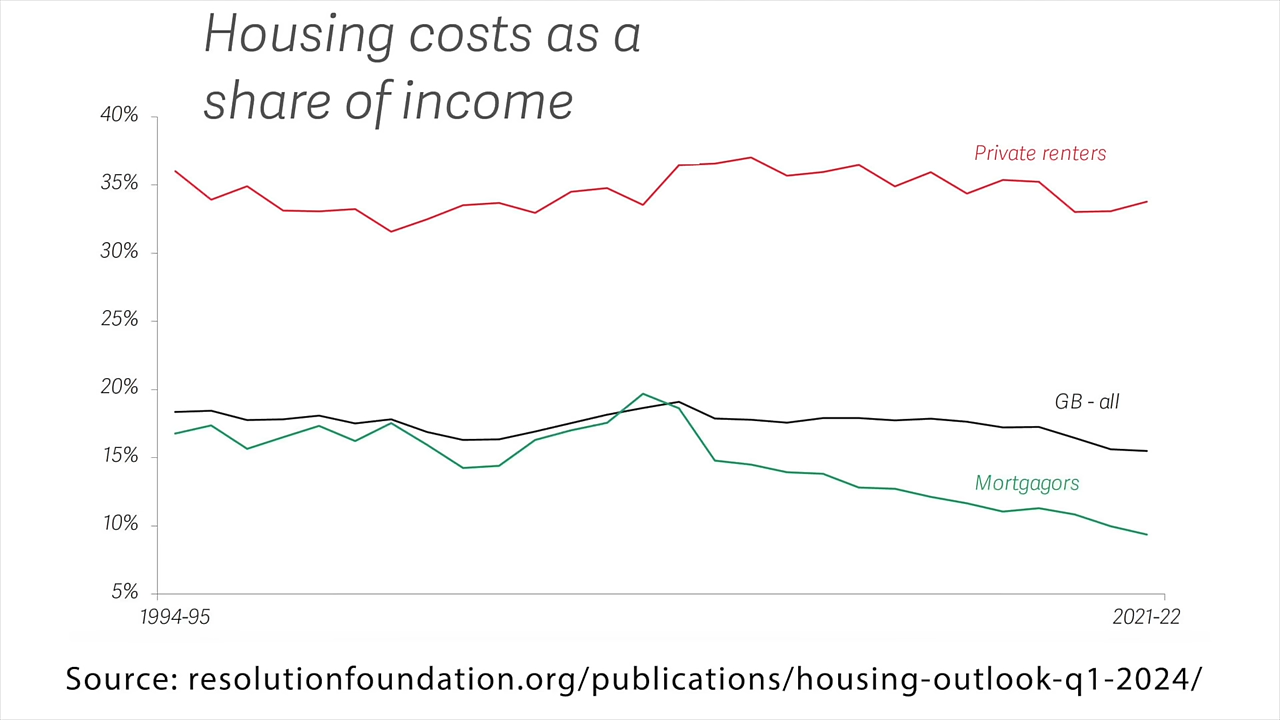 Housing costs as a
share of income
40%
35%
30%
25%
20%
15%
10%
5%
Private renters
GB - all
Mortgagors
1994-95
2021-22
Source: resolutionfoundation.org/publications/housing-outlook-q1-2024/